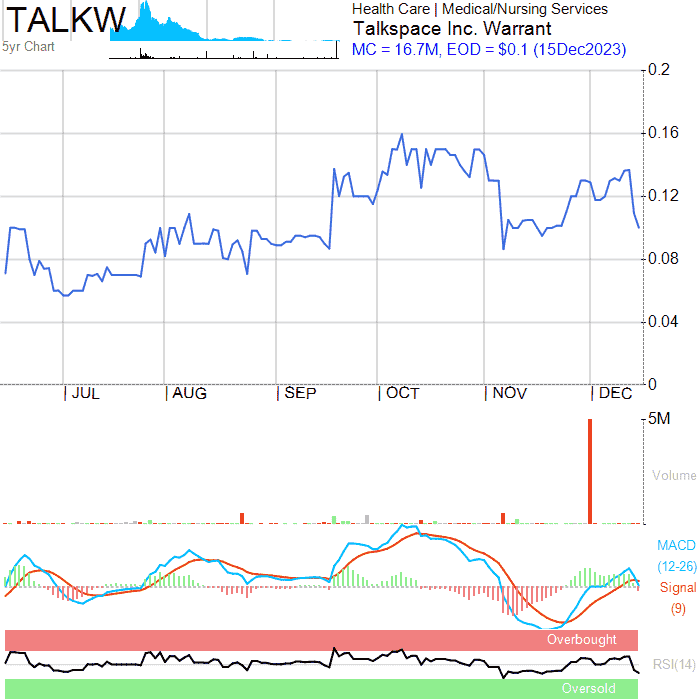 TALKW
5yr Chart
Health Care | Medical/Nursing Services
Talkspace Inc. Warrant
MC = 16.7M, EOD = $0.1 (15Dec2023)
0.2
0.16
0.12
0.08
0.04
0
JUL AUG SEP OCT NOV DEC
5M
Volume
MACD
(12-26)
Signal
(9)
Overbought
RSI(14)
Oversold